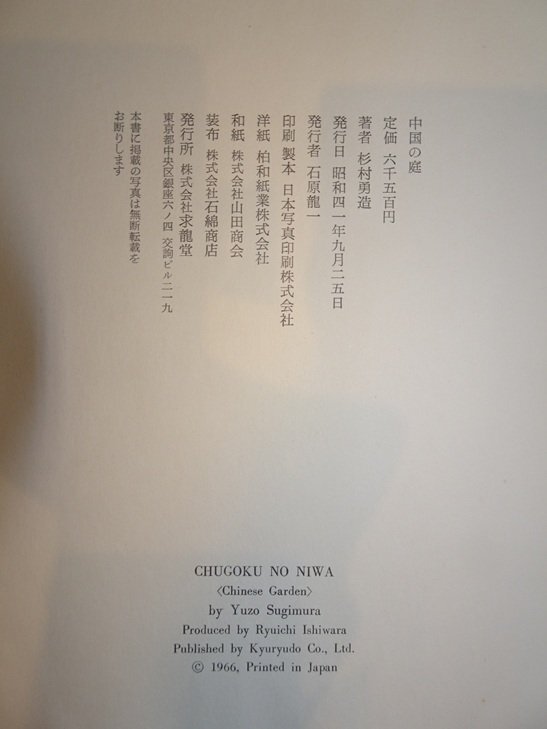 中国の庭
定価 六千五百円
著者 杉村勇造
発行日 昭和四一年九月二五日
発行者 石原龍一
印刷 製本 日本写真印刷株式会社
洋紙 柏和紙業株式会社
和紙 株式会社山田商会
装布 株式会社石綿商店
発行所 株式会社求龍堂
東京都中央区銀座六ノ四 交詢ビル二一九
本書に掲載の写真は無断転載を
お断りします
CHUGOKU NO NIWA
〈Chinese Garden〉
by Yuzo Sugimura
Produced by Ryuichi Ishiwara
Published by Kyuryudo Co., Ltd.
© 1966, Printed in Japan